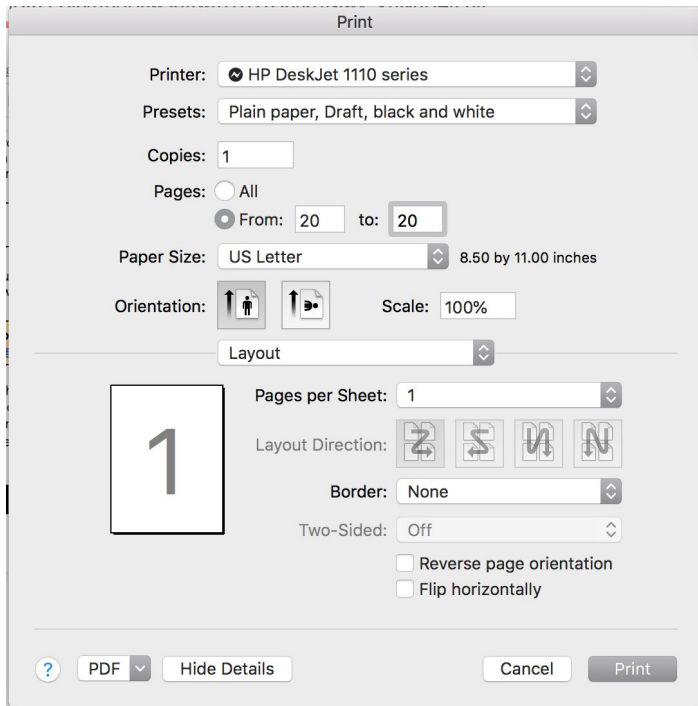 Print
Printer: HP DeskJet 1110 series
Presets: Plain paper, Draft, black and white
Copies: 1
Pages: All
From: 20 to: 20
Paper Size: US Letter 8.50 by 11.00 inches
Orientation: Scale: 100%
Layout
1
Pages per Sheet: 1
Layout Direction:
Border: None
Two-Sided: Off
Reverse page orientation
Flip horizontally
? PDF Hide Details Cancel Print